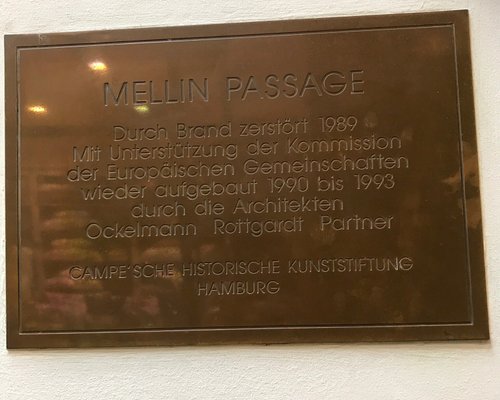 MELLIN PASSAGE
Durch Brand zerstört 1989
Mit Unterstützung der Kommission
der Europäischen Gemeinschaften
wieder aufgebaut 1990 bis 1993
durch die Architekten
Ockelmann Rottgardt Partner
CAMPE'SCHE HISTORISCHE KUNSTSTIFTUNG
HAMBURG